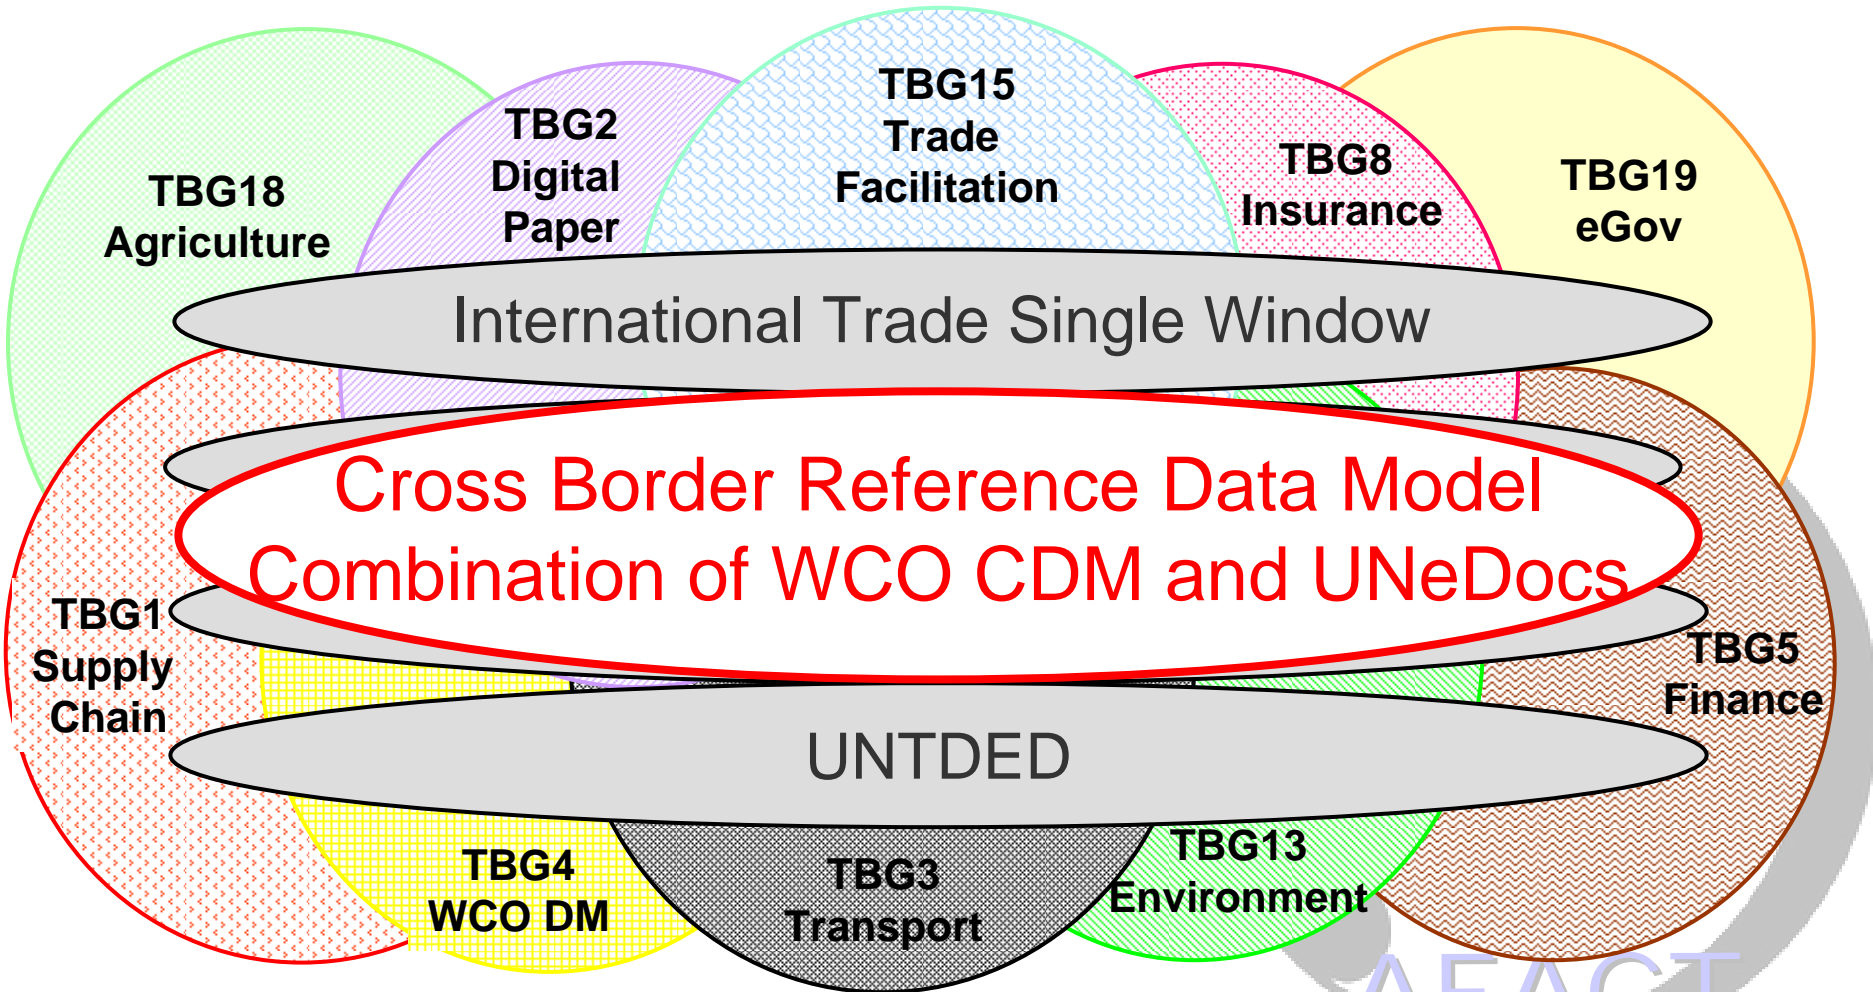 TBG18
Agriculture
TBG2
Digital
Paper
TBG15
Trade
Facilitation
TBG8
Insurance
TBG19
eGov
International Trade Single Window
Cross Border Reference Data Model
Combination of WCO CDM and UNeDocs
TBG1
Supply
Chain
TBG5
Finance
UNTDED
TBG4
WCO DM
TBG3
Transport
TBG13
Environment
AFACT